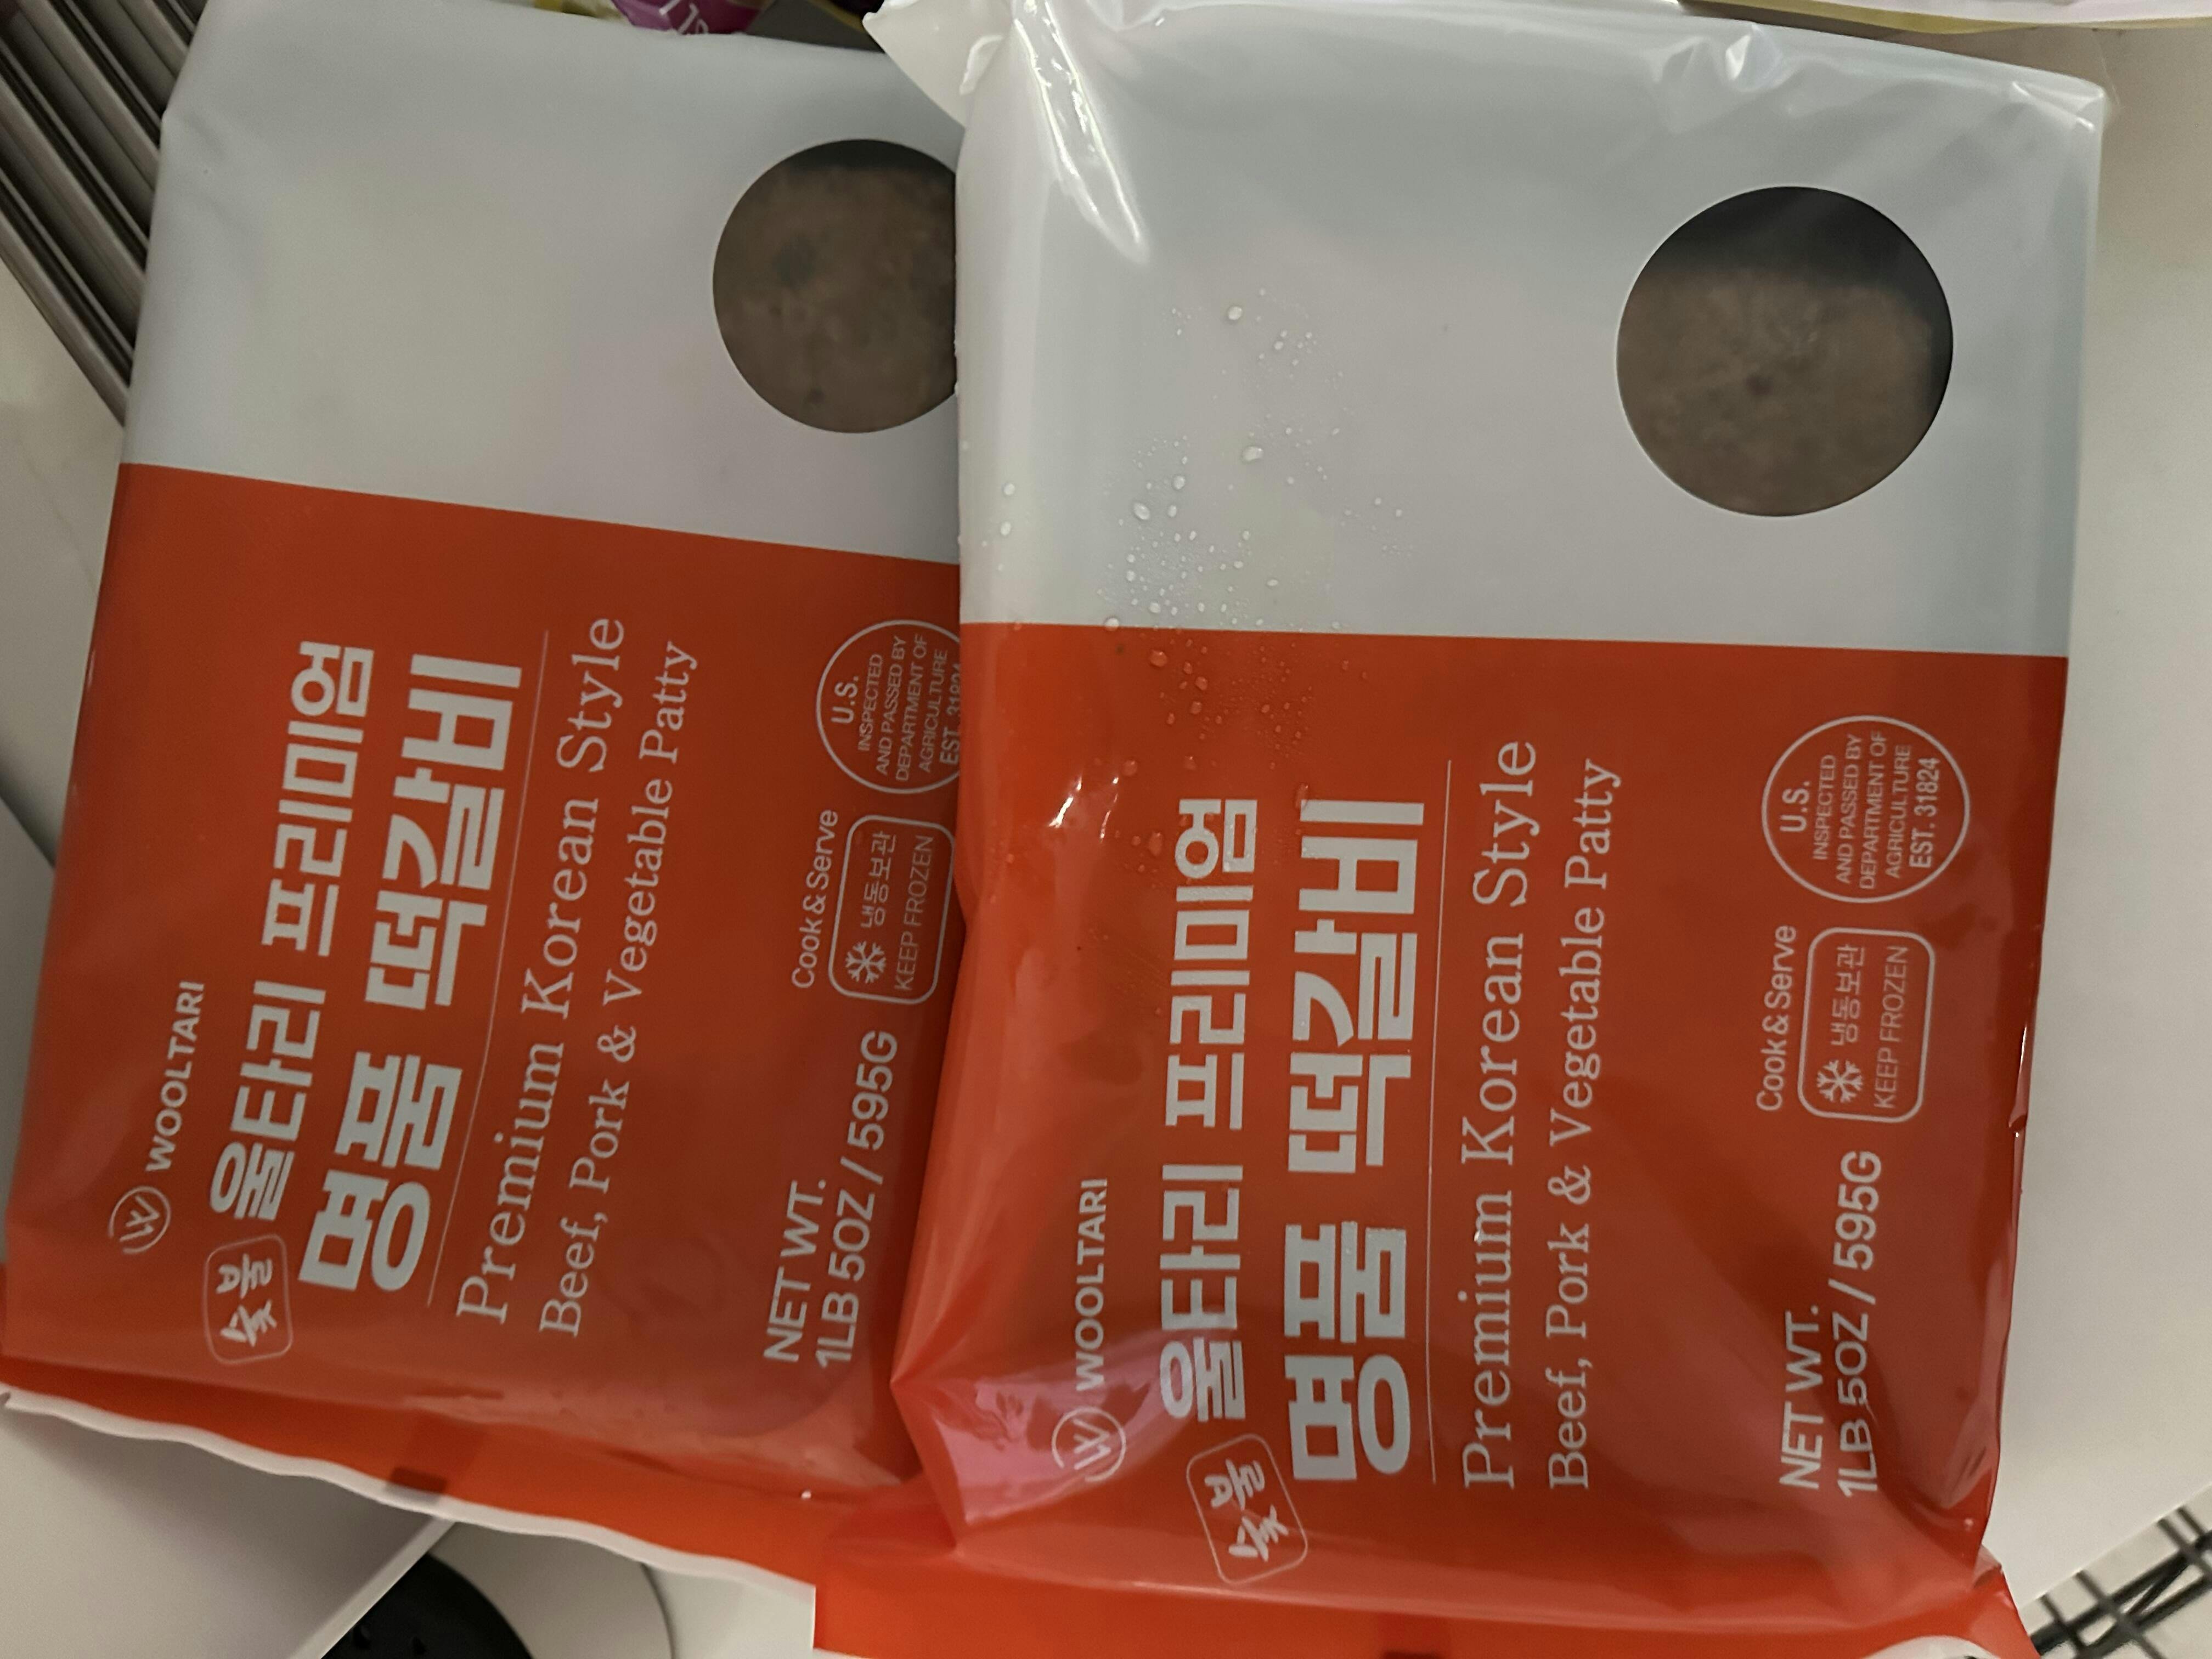 WOOLTARI
울타리 프리미엄
숯불
명품 떡갈비
Premium Korean Style
Beef, Pork & Vegetable Patty
NET WT.
1LB 5OZ / 595G
Cook & Serve
냉동보관
KEEP FROZEN
U.S.
INSPECTED
AND PASSED BY
DEPARTMENT OF
AGRICULTURE
EST. 31824
WOOLTARI
울타리 프리미엄
숯불
명품 떡갈비
Premium Korean Style
Beef, Pork & Vegetable Patty
NET WT.
1LB 5OZ / 595G
Cook & Serve
냉동보관
KEEP FROZEN
U.S.
INSPECTED
AND PASSED BY
DEPARTMENT OF
AGRICULTURE
EST. 31824